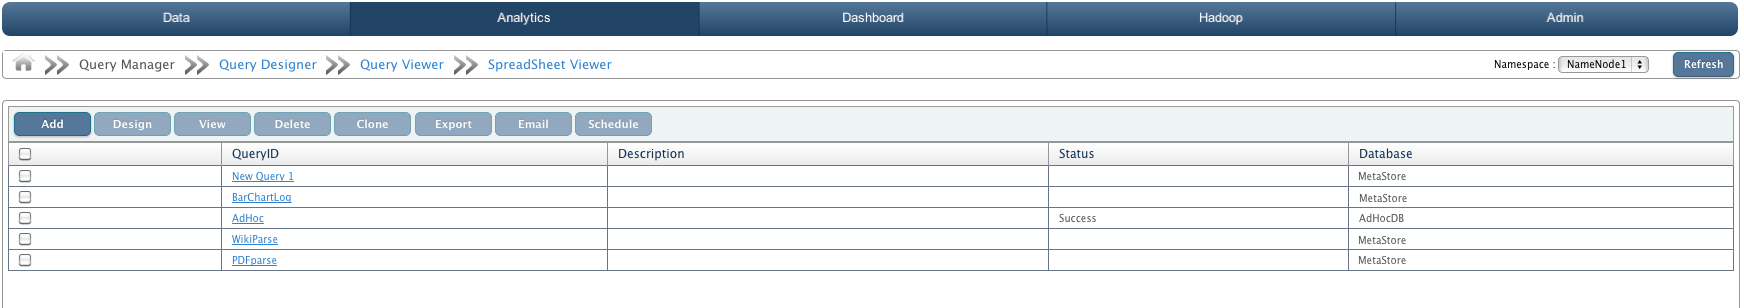 Data Analytics Dashboard Hadoop Admin
Query Manager Query Designer Query Viewer SpreadSheet Viewer Namespace : NameNode1 Refresh
Add Design View Delete Clone Export Email Schedule
QueryID Description Status Database
New Query 1 MetaStore
BarChartLog MetaStore
AdHoc Success AdHocDB
WikiParse MetaStore
PDFparse MetaStore